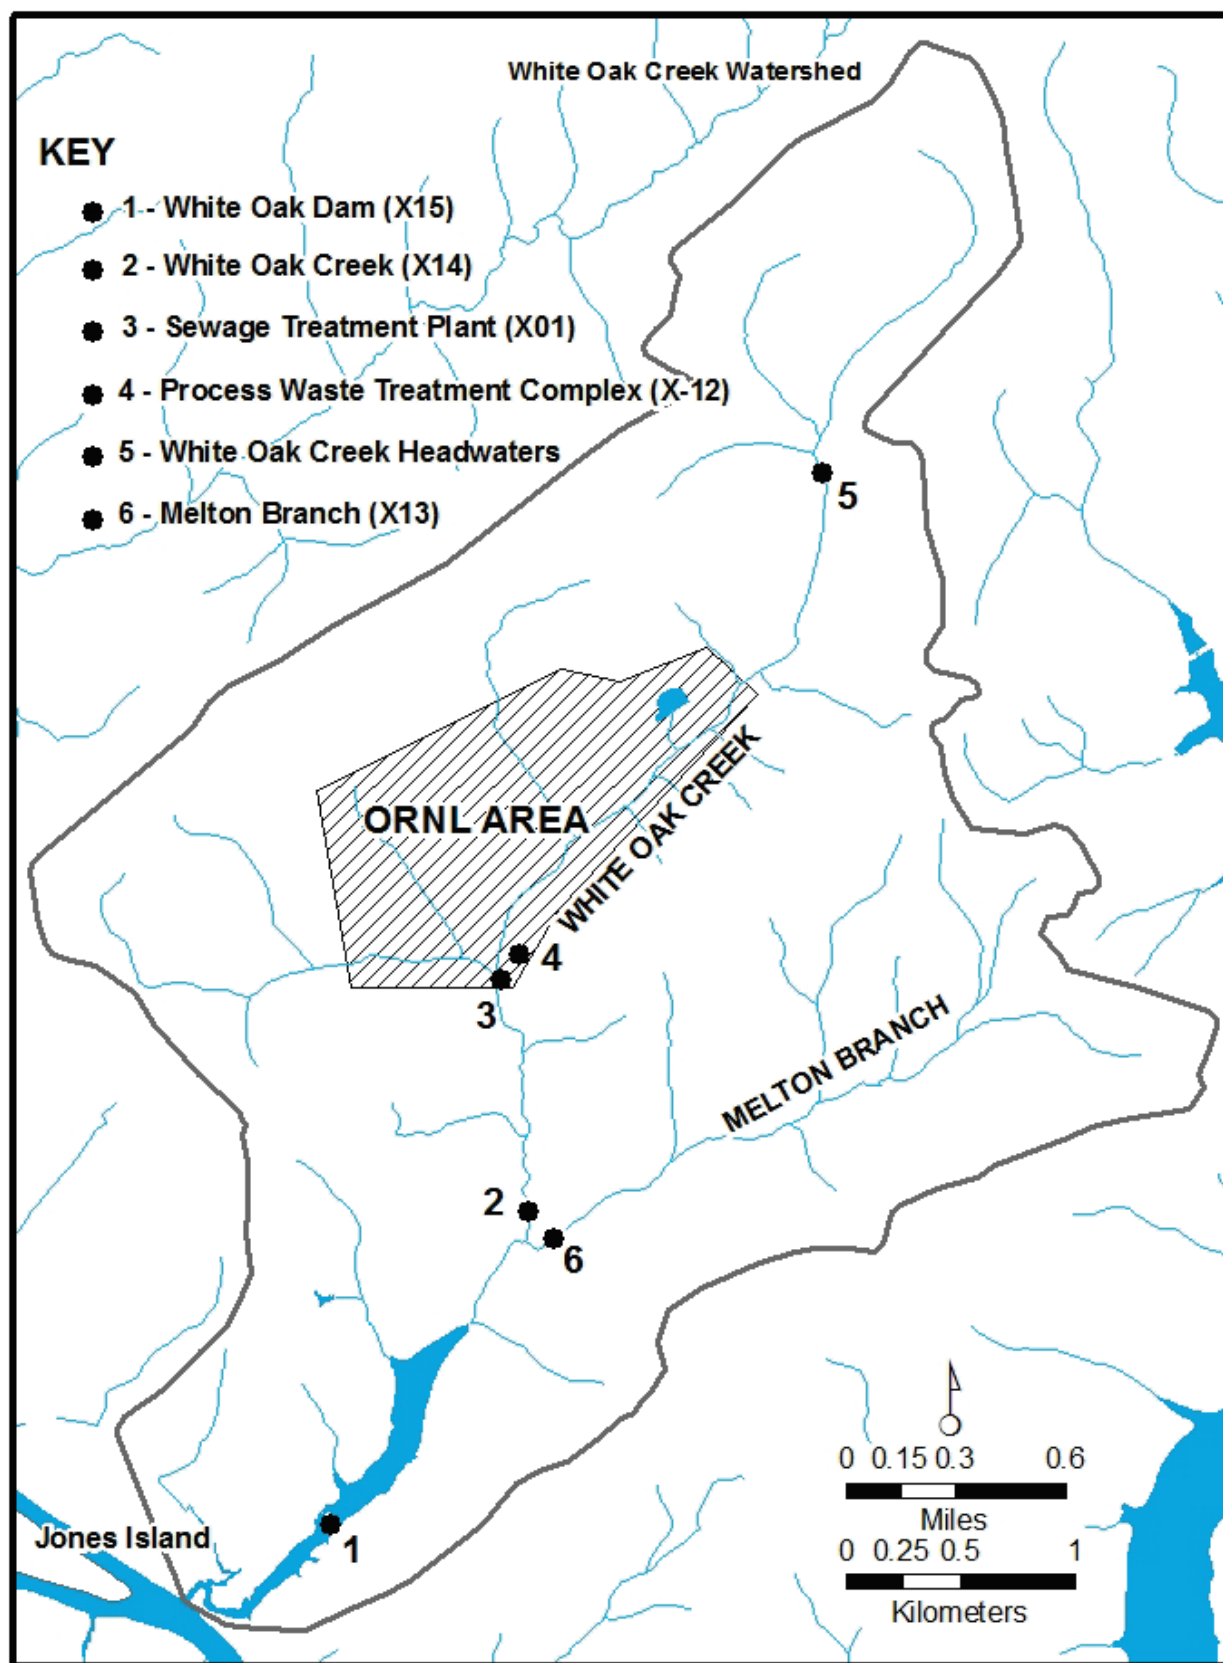 White Oak Creek Watershed
KEY
1 - White Oak Dam (X15)
2 - White Oak Creek (X14)
3 - Sewage Treatment Plant (X01)
4 - Process Waste Treatment Complex (X-12)
5 - White Oak Creek Headwaters
6 - Melton Branch (X13)
5
ORNL AREA
WHITE OAK CREEK
4
3
MELTON BRANCH
2
6
1
Jones Island
0 0.15 0.3 0.6
Miles
0 0.25 0.5 1
Kilometers